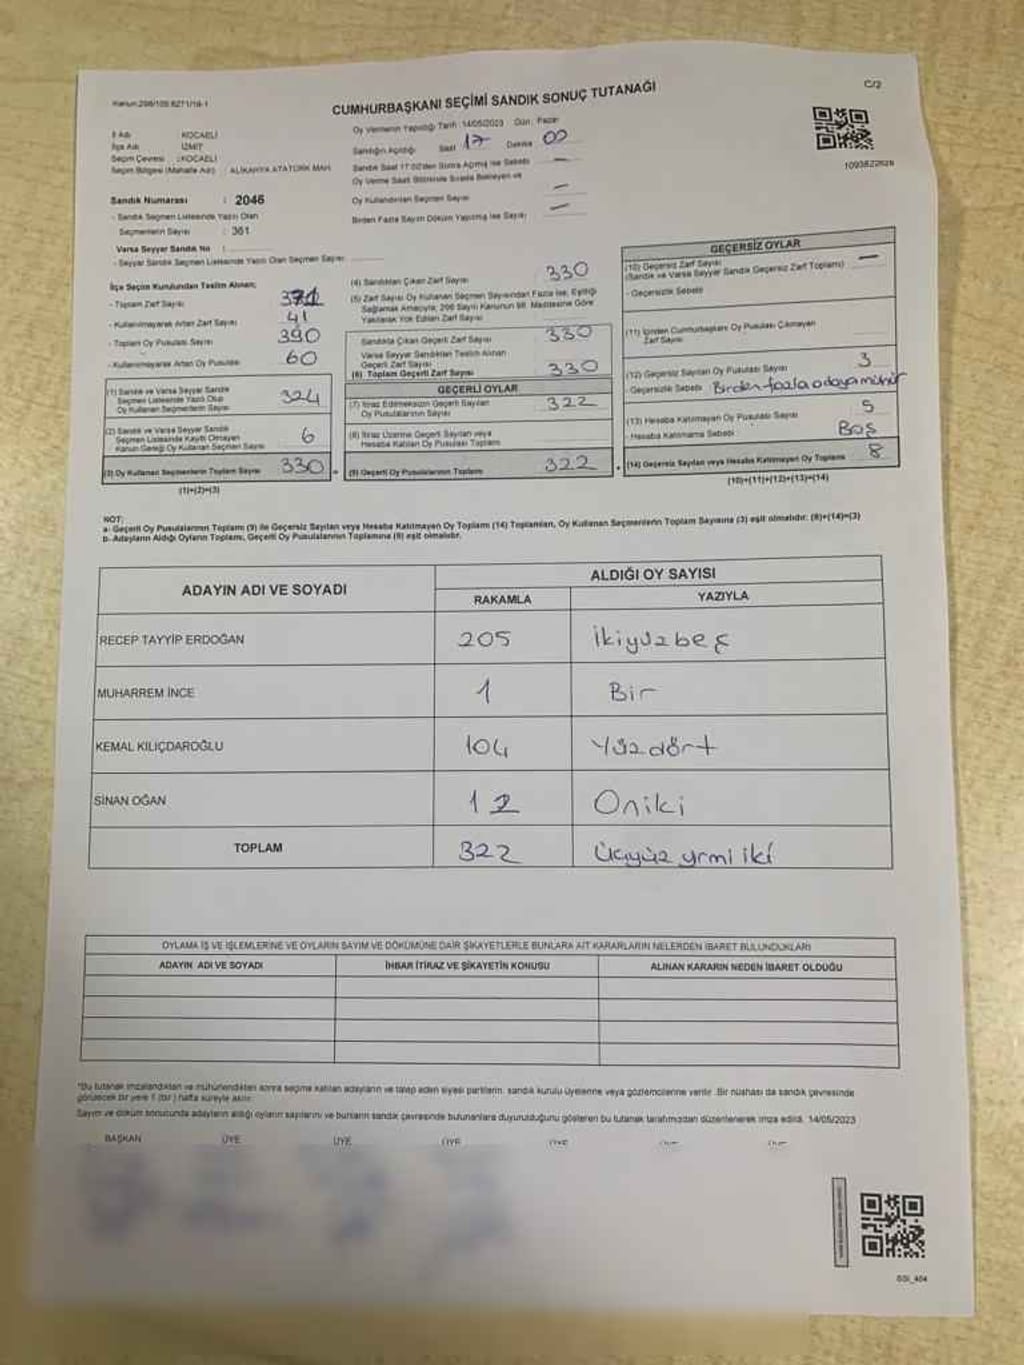 Kanun:298/105 6271/19-1
CUMHURBAŞKANI SEÇİMİ SANDIK SONUÇ TUTANAĞI
C/2
İl Adı KOCAELİ
İlçe Adı İZMİT
Seçim Çevresi : KOCAELİ
Seçim Bölgesi (Mahalle Adı) : ALİKAHYA ATATÜRK MAH.
Sandık Numarası : 2046
- Sandık Seçmen Listesinde Yazılı Olan
Seçmenlerin Sayısı : 361
Varsa Seyyar Sandık No :
- Seyyar Sandık Seçmen Listesinde Yazılı Olan Seçmen Sayısı:
Oy Vermenin Yapıldığı Tarih :14/05/2023 Gün : Pazar
Sandığın Açıldığı Saat 17 Dakika 00
Sandık Saat 17:00'den Sonra Açılmış İse Sebebi —
Oy Verme Saati Bitiminde Sırada Bekleyen ve
Oy Kullandırılan Seçmen Sayısı —
Birden Fazla Sayım Döküm Yapılmış İse Sayısı —
1093822628
İlçe Seçim Kurulundan Teslim Alınan;
- Toplam Zarf Sayısı 371
- Kullanılmayarak Artan Zarf Sayısı 41
- Toplam Oy Pusulası Sayısı 390
- Kullanılmayarak Artan Oy Pusulası 60
(1) Sandık ve Varsa Seyyar Sandık
Seçmen Listesinde Yazılı Olup
Oy Kullanan Seçmenlerin Sayısı 324
(2) Sandık ve Varsa Seyyar Sandık
Seçmen Listesinde Kaydı Olmayan
Kanun Gereği Oy Kullanan Seçmen Sayısı 6
(3) Oy Kullanan Seçmenlerin Toplam Sayısı 330
(1)+(2)=(3)
(4) Sandıktan Çıkan Zarf Sayısı 330
(5) Zarf Sayısı Oy Kullanan Seçmen Sayısından Fazla İse, Eşitliği
Sağlamak Amacıyla; 298 Sayılı Kanunun 98. Maddesine Göre
Yakılarak Yok Edilen Zarf Sayısı
Sandıkta Çıkan Geçerli Zarf Sayısı 330
Varsa Seyyar Sandıktan Teslim Alınan
Geçerli Zarf Sayısı
(6) Toplam Geçerli Zarf Sayısı 330
GEÇERLİ OYLAR
(7) İtiraz Edilmeksizin Geçerli Sayılan
Oy Pusulalarının Sayısı 322
(8) İtiraz Üzerine Geçerli Sayılan veya
Hesaba Katılan Oy Pusulası Toplamı
= (9) Geçerli Oy Pusulalarının Toplamı 322
GEÇERSİZ OYLAR
(10) Geçersiz Zarf Sayısı
(Sandık ve Varsa Seyyar Sandık Geçersiz Zarf Toplamı) —
- Geçersizlik Sebebi
(11) İçinden Cumhurbaşkanı Oy Pusulası Çıkmayan
Zarf Sayısı
(12) Geçersiz Sayılan Oy Pusulası Sayısı 3
- Geçersizlik Sebebi Birden fazla adaya mühür
(13) Hesaba Katılmayan Oy Pusulası Sayısı 5
- Hesaba Katılmama Sebebi Boş
+ (14) Geçersiz Sayılan veya Hesaba Katılmayan Oy Toplamı 8
(10)+(11)+(12)+(13)=(14)
NOT:
a- Geçerli Oy Pusulalarının Toplamı (9) ile Geçersiz Sayılan veya Hesaba Katılmayan Oy Toplamı (14) Toplamları, Oy Kullanan Seçmenlerin Toplam Sayısına (3) eşit olmalıdır. (9)+(14)=(3)
b- Adayların Aldığı Oyların Toplamı, Geçerli Oy Pusulalarının Toplamına (9) eşit olmalıdır.
ADAYIN ADI VE SOYADI
ALDIĞI OY SAYISI
RAKAMLA YAZIYLA
RECEP TAYYİP ERDOĞAN 205 İkiyüzbeş
MUHARREM İNCE 1 Bir
KEMAL KILIÇDAROĞLU 104 Yüzdört
SİNAN OĞAN 12 Oniki
TOPLAM 322 Üçyüz yrmi iki
OYLAMA İŞ VE İŞLEMLERİNE VE OYLARIN SAYIM VE DÖKÜMÜNE DAİR ŞİKAYETLERLE BUNLARA AİT KARARLARIN NELERDEN İBARET BULUNDUKLARI
ADAYIN ADI VE SOYADI İHBAR İTİRAZ VE ŞİKAYETİN KONUSU ALINAN KARARIN NEDEN İBARET OLDUĞU
*Bu tutanak imzalandıktan ve mühürlendikten sonra seçime katılan adayların ve talep eden siyasi partilerin, sandık kurulu üyelerine veya gözlemcilerine verilir. Bir nüshası da sandık çevresinde
görülecek bir yere 1 (bir) hafta süreyle asılır.
Sayım ve döküm sonucunda adayların aldığı oyların sayılarını ve bunların sandık çevresinde bulunanlara duyurulduğunu gösteren bu tutanak tarafımızdan düzenlenerek imza edildi. 14/05/2023
BAŞKAN ÜYE ÜYE ÜYE ÜYE ÜYE ÜYE
SSI_404